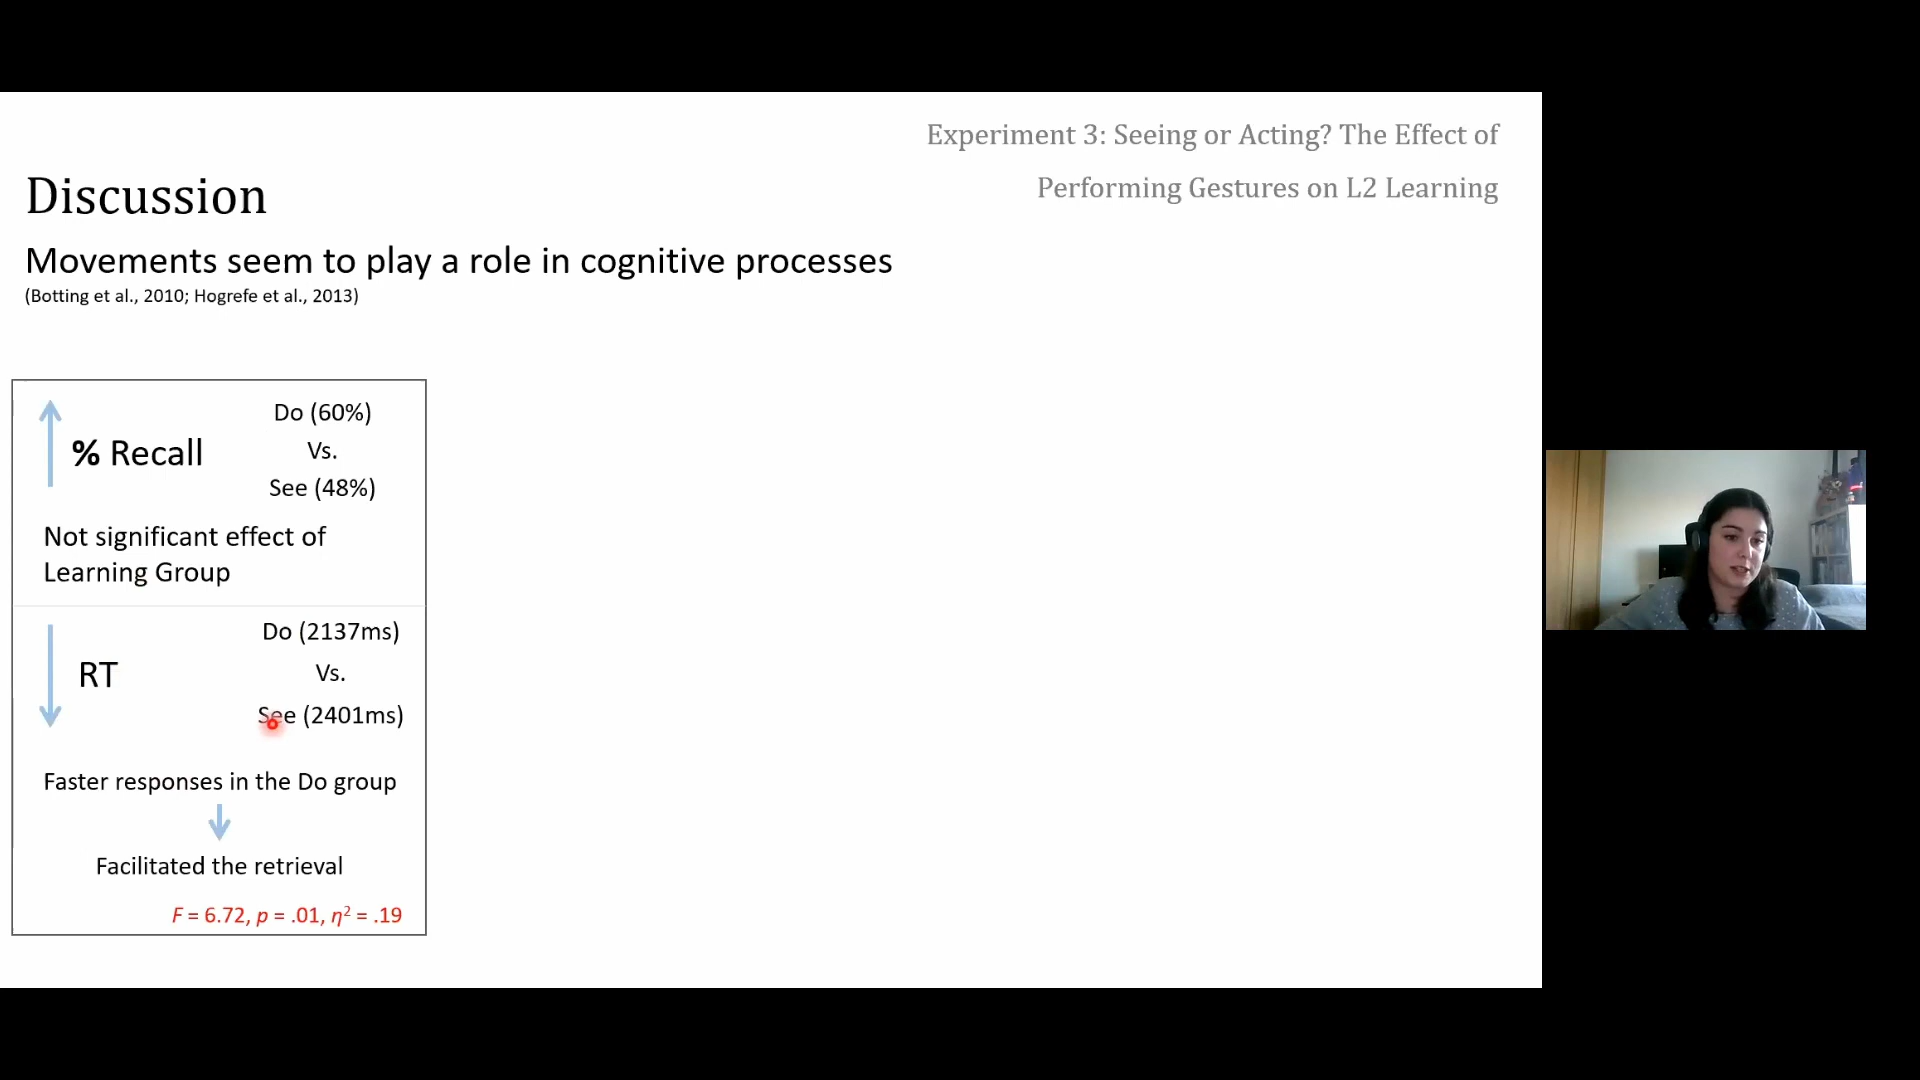 Experiment 3: Seeing or Acting? The Effect of
Performing Gestures on L2 Learning
Discussion
Movements seem to play a role in cognitive processes
(Botting et al., 2010; Hogrefe et al., 2013)
% Recall
Do (60%)
Vs.
See (48%)
Not significant effect of
Learning Group
RT
Do (2137ms)
Vs.
See (2401ms)
Faster responses in the Do group
Facilitated the retrieval
F = 6.72, p = .01, η² = .19